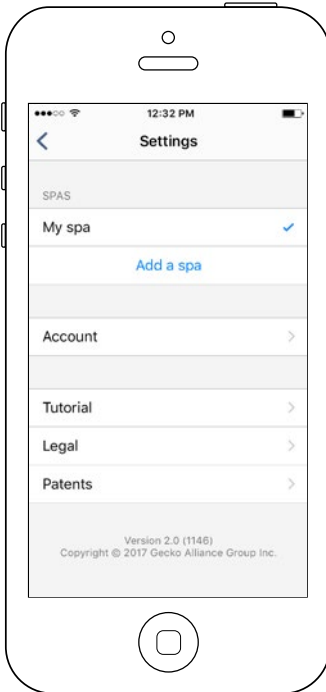 12:32 PM
Settings
SPAS
My spa
Add a spa
Account
Tutorial
Legal
Patents
Version 2.0 (1146)
Copyright © 2017 Gecko Alliance Group Inc.